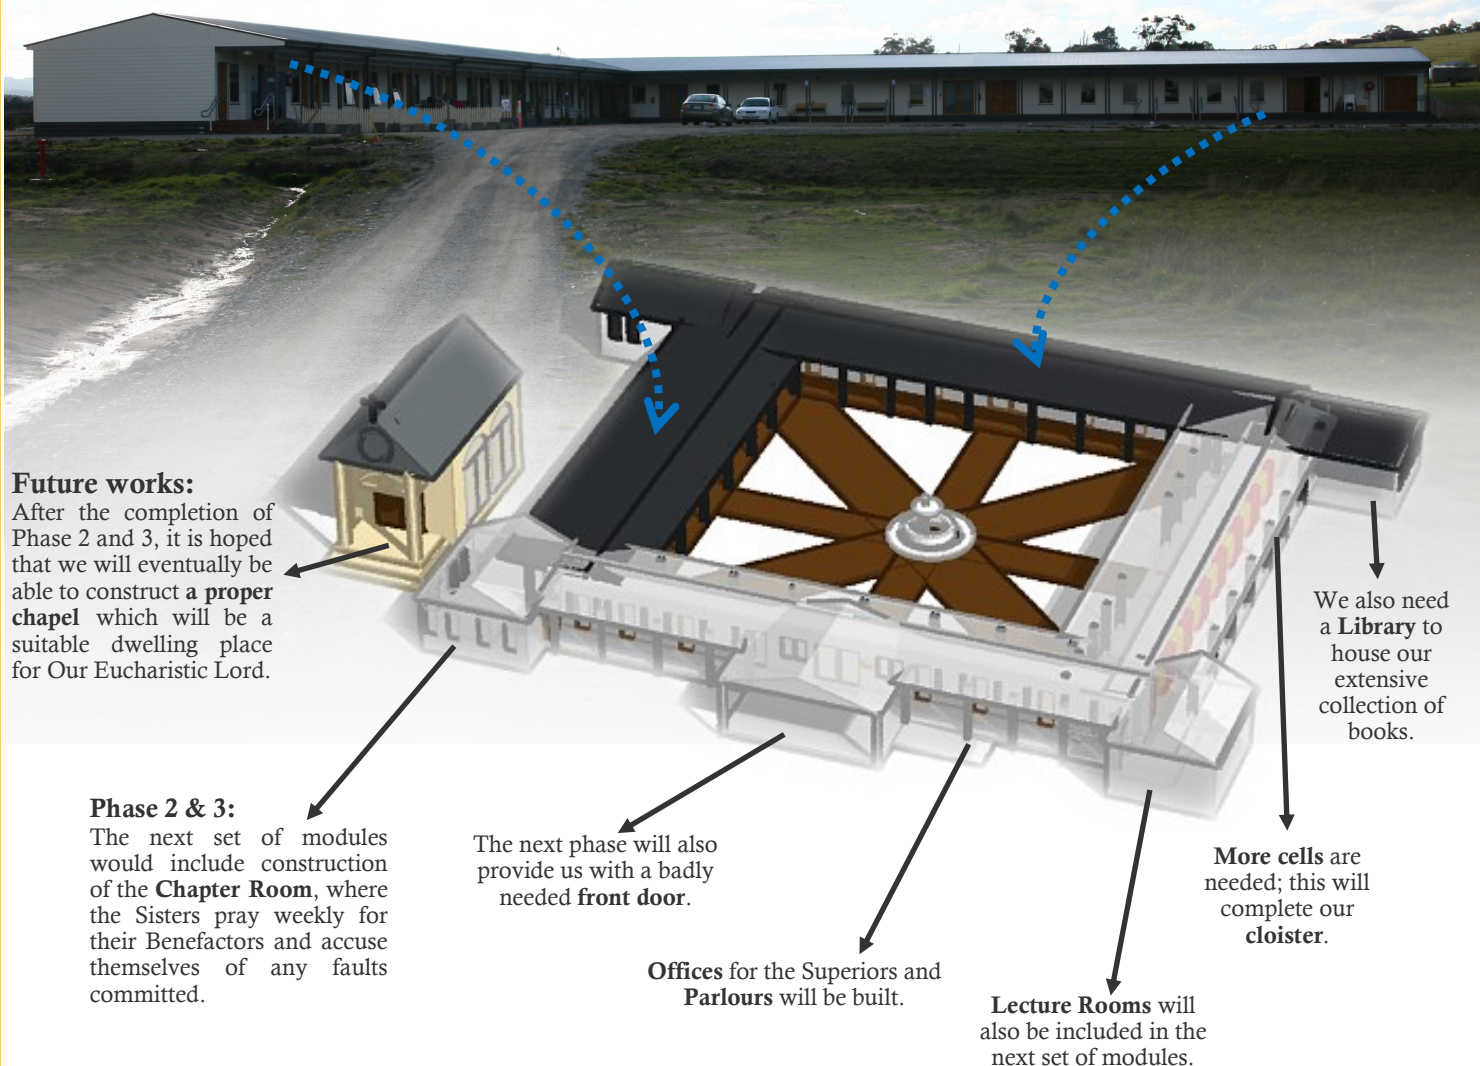 Future works:
After the completion of
Phase 2 and 3, it is hoped
that we will eventually be
able to construct a proper
chapel which will be a
suitable dwelling place
for Our Eucharistic Lord.
We also need
a Library to
house our
extensive
collection of
books.
Phase 2 & 3:
The next set of modules
would include construction
of the Chapter Room, where
the Sisters pray weekly for
their Benefactors and accuse
themselves of any faults
committed.
The next phase will also
provide us with a badly
needed front door.
Offices for the Superiors and
Parlours will be built.
Lecture Rooms will
also be included in the
next set of modules.
More cells are
needed; this will
complete our
cloister.